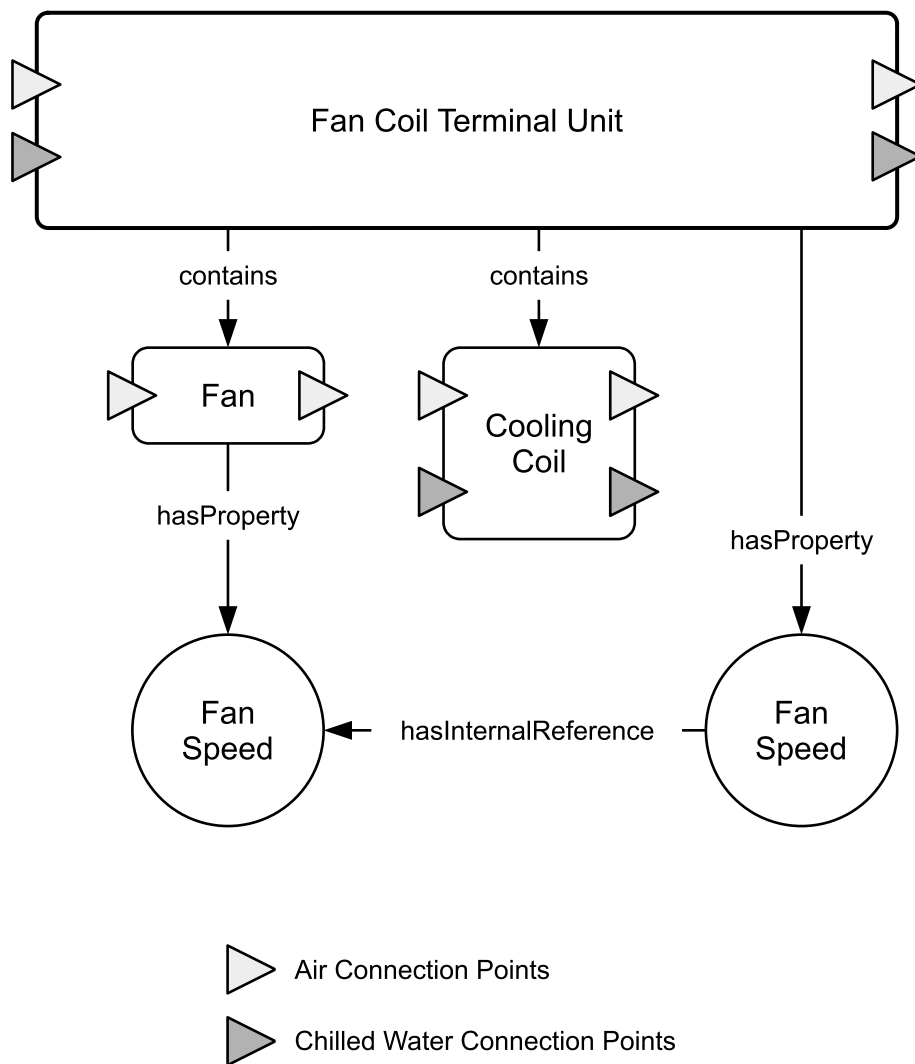 Fan Coil Terminal Unit
contains
contains
Fan
Cooling
Coil
hasProperty
hasProperty
Fan
Speed
hasInternalReference
Fan
Speed
Air Connection Points
Chilled Water Connection Points